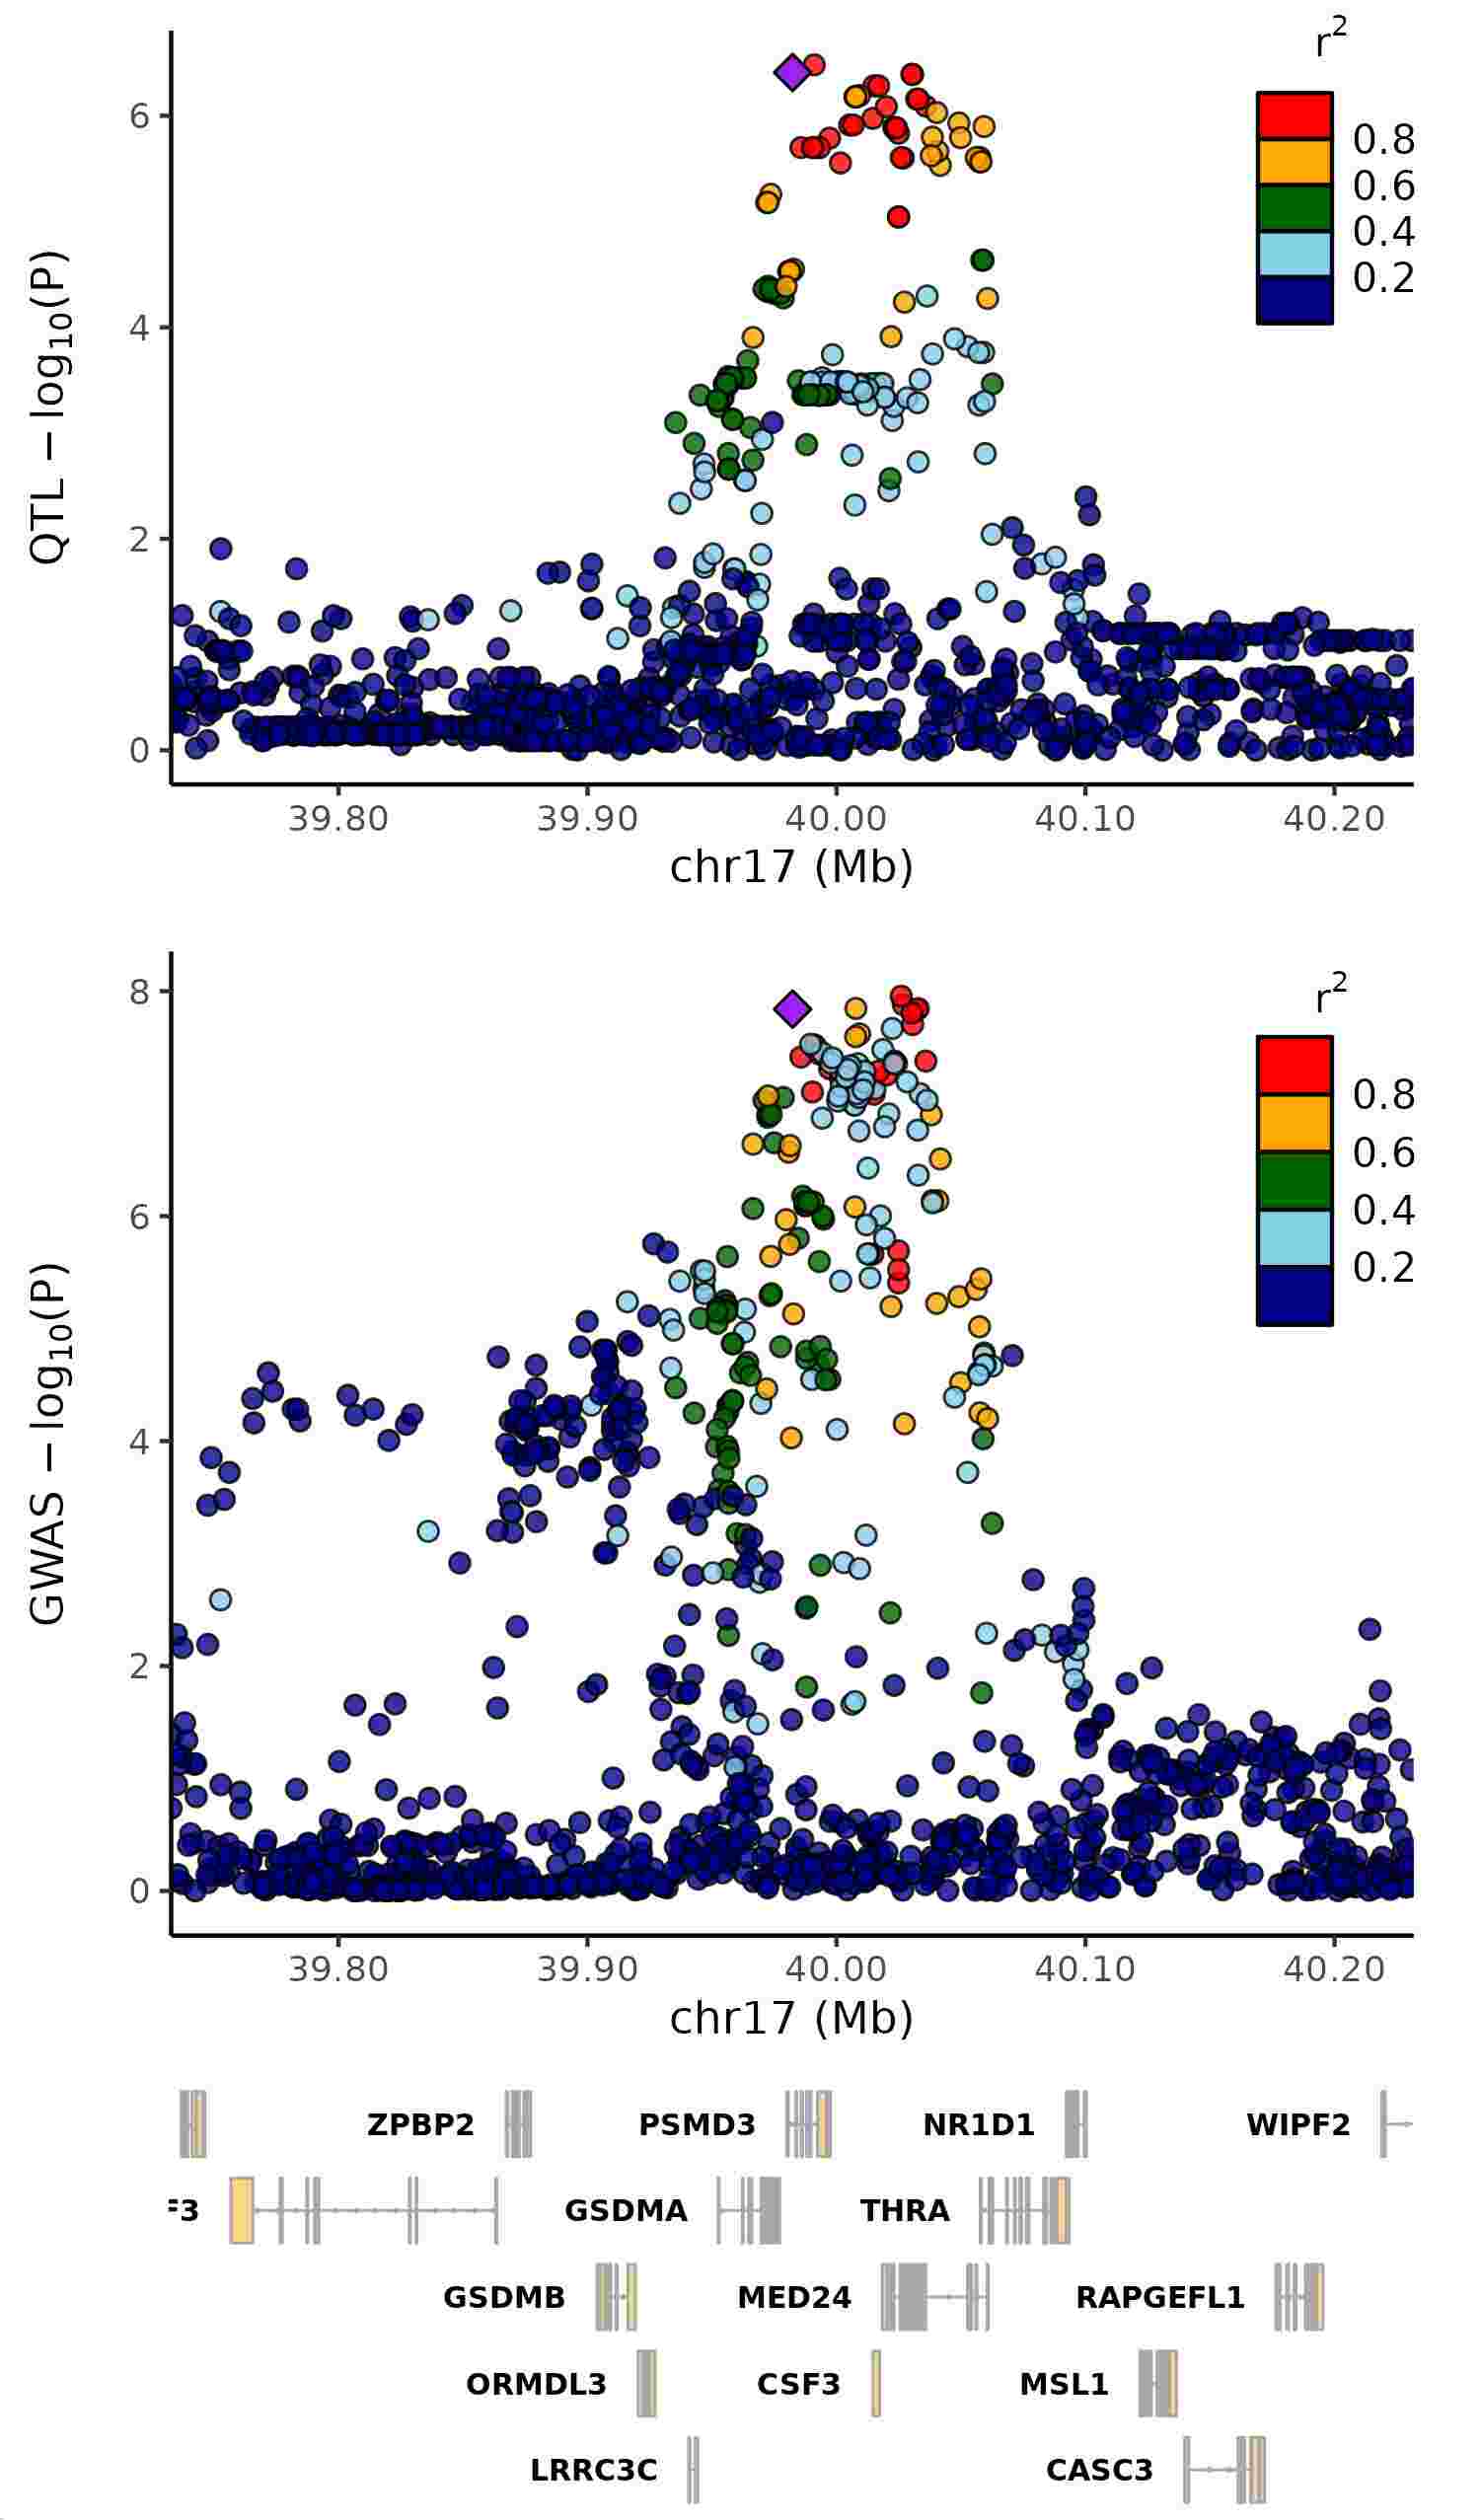 r2
6
4
2
0
QTL − log10(P)
0.8
0.6
0.4
0.2
39.80 39.90 40.00 40.10 40.20
chr17 (Mb)
r2
8
6
4
2
0
GWAS − log10(P)
0.8
0.6
0.4
0.2
39.80 39.90 40.00 40.10 40.20
chr17 (Mb)
ZPBP2 PSMD3 NR1D1 WIPF2
F3 GSDMA THRA
GSDMB MED24 RAPGEFL1
ORMDL3 CSF3 MSL1
LRRC3C CASC3